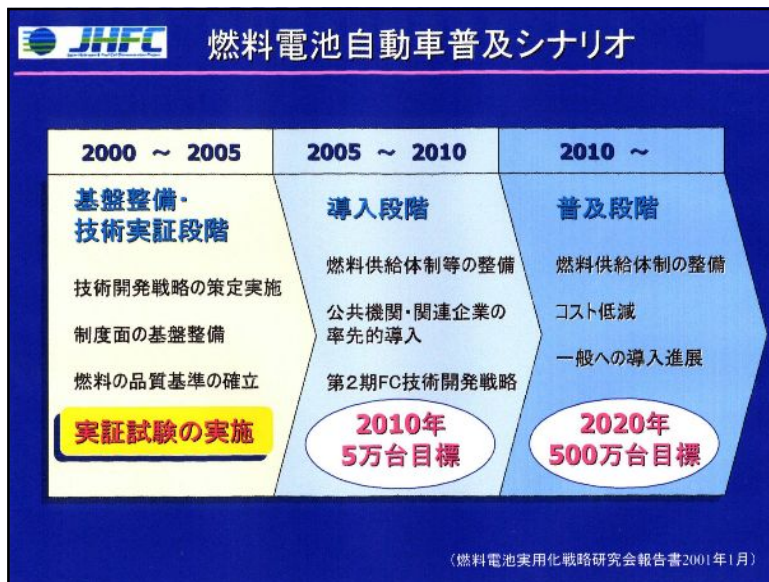 JHFC
燃料電池自動車普及シナリオ
2000 ～ 2005
基盤整備・
技術実証段階
技術開発戦略の策定実施
制度面の基盤整備
燃料の品質基準の確立
実証試験の実施
2005 ～ 2010
導入段階
燃料供給体制等の整備
公共機関・関連企業の
率先的導入
第2期FC技術開発戦略
2010年
5万台目標
2010 ～
普及段階
燃料供給体制の整備
コスト低減
一般への導入進展
2020年
500万台目標
（燃料電池実用化戦略研究会報告書2001年1月）